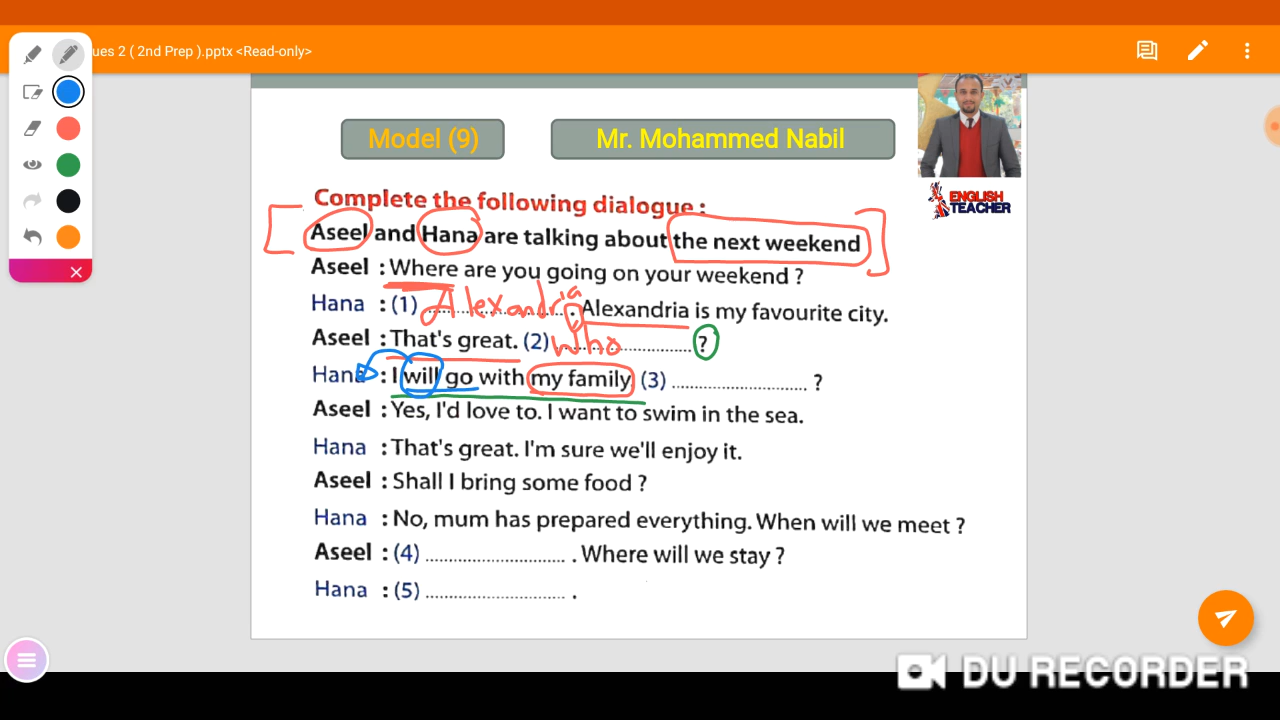 ues 2 ( 2nd Prep ).pptx <Read-only>
Model (9)
Mr. Mohammed Nabil
ENGLISH
TEACHER
Complete the following dialogue :
Aseel and Hana are talking about the next weekend
Aseel : Where are you going on your weekend ?
Hana : (1) Alexandria . Alexandria is my favourite city.
Aseel : That's great. (2) Who ........................ ?
Hana : I will go with my family (3) ............................ ?
Aseel : Yes, I'd love to. I want to swim in the sea.
Hana : That's great. I'm sure we'll enjoy it.
Aseel : Shall I bring some food ?
Hana : No, mum has prepared everything. When will we meet ?
Aseel : (4) ............................ . Where will we stay ?
Hana : (5) ............................ .
DU RECORDER